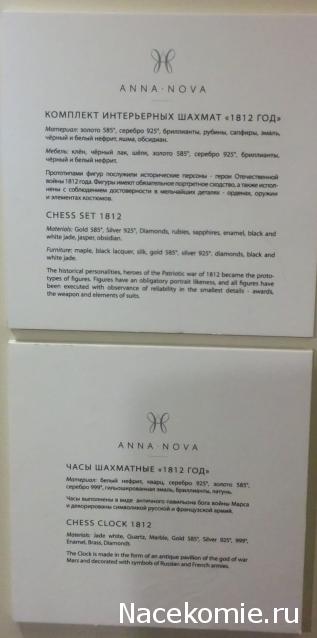 ANNA·NOVA
КОМПЛЕКТ ИНТЕРЬЕРНЫХ ШАХМАТ «1812 ГОД»
Материал: золото 585°, серебро 925°, бриллианты, рубины, сапфиры, эмаль,
чёрный и белый нефрит, яшма, обсидиан.
Мебель: клён, чёрный лак, шёлк, золото 585°, серебро 925°, бриллианты,
чёрный и белый нефрит.
Прототипами фигур послужили исторические персоны - герои Отечественной
войны 1812 года. Фигуры имеют обязательное портретное сходство, а также испол-
нены с соблюдением достоверности в мельчайших деталях - орденах, оружии
и элементах костюмов.
CHESS SET 1812
Materials: Gold 585°, Silver 925°, Diamonds, rubies, sapphires, enamel, black and
white jade, jasper, obsidian.
Furniture: maple, black lacquer, silk, gold 585°, silver 925°, diamonds, black and
white jade.
The historical personalities, heroes of the Patriotic war of 1812 became the proto-
types of figures. Figures have an obligatory portrait likeness, and all figures have
been executed with observance of reliability in the smallest details - awards,
the weapon and elements of suits.
ANNA·NOVA
ЧАСЫ ШАХМАТНЫЕ «1812 ГОД»
Материал: белый нефрит, кварц, серебро 925°, золото 585°,
серебро 999°, гильошированная эмаль, бриллианты, латунь.
Часы выполнены в виде античного павильона бога войны Марса
и декорированы символикой русской и французской армий.
CHESS CLOCK 1812
Materials: Jade white, Quartz, Marble, Gold 585°, Silver 925°, 999°,
Enamel, Brass, Diamonds.
The Clock is made in the form of an antique pavilion of the god of war
Mars and decorated with symbols of Russian and French armies.
Nacekomie.ru